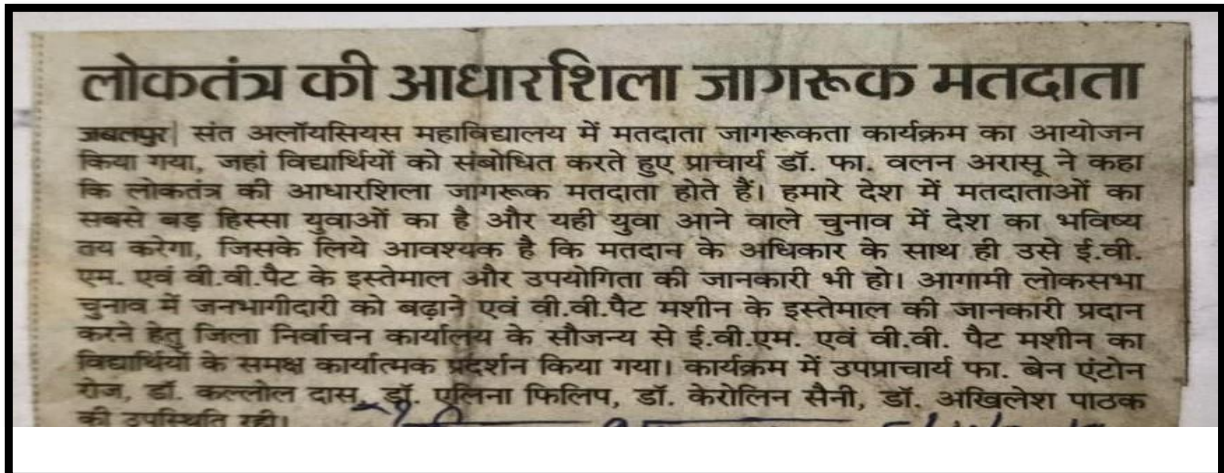 लोकतंत्र की आधारशिला जागरूक मतदाता
जबलपुर| संत अलॉयसियस महाविद्यालय में मतदाता जागरूकता कार्यक्रम का आयोजन
किया गया, जहां विद्यार्थियों को संबोधित करते हुए प्राचार्य डॉ. फा. वलन अरासू ने कहा
कि लोकतंत्र की आधारशिला जागरूक मतदाता होते हैं। हमारे देश में मतदाताओं का
सबसे बड़ हिस्सा युवाओं का है और यही युवा आने वाले चुनाव में देश का भविष्य
तय करेगा, जिसके लिये आवश्यक है कि मतदान के अधिकार के साथ ही उसे ई.वी.
एम. एवं वी.वी.पैट के इस्तेमाल और उपयोगिता की जानकारी भी हो। आगामी लोकसभा
चुनाव में जनभागीदारी को बढ़ाने एवं वी.वी.पैट मशीन के इस्तेमाल की जानकारी प्रदान
करने हेतु जिला निर्वाचन कार्यालय के सौजन्य से ई.वी.एम. एवं वी.वी. पैट मशीन का
विद्यार्थियों के समक्ष कार्यात्मक प्रदर्शन किया गया। कार्यक्रम में उपप्राचार्य फा. बेन एंटोन
रोज, डॉ. कल्लोल दास, डॉ. एलिना फिलिप, डॉ. केरोलिन सैनी, डॉ. अखिलेश पाठक
की उपस्थिति रही।